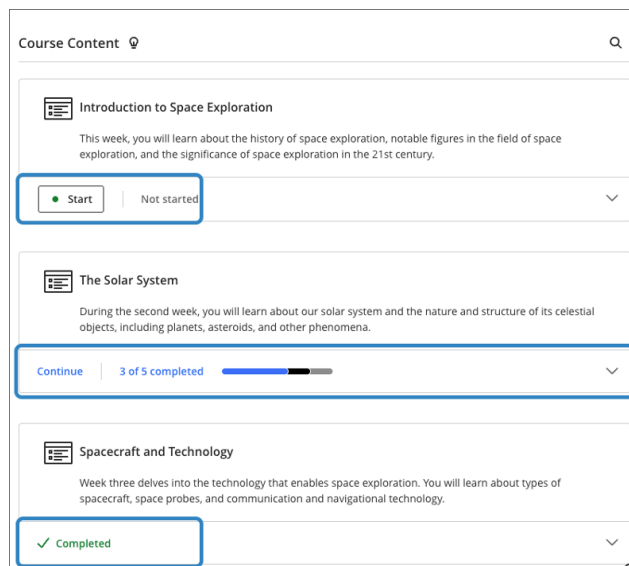 Course Content
Introduction to Space Exploration
This week, you will learn about the history of space exploration, notable figures in the field of space
exploration, and the significance of space exploration in the 21st century.
Start Not started
The Solar System
During the second week, you will learn about our solar system and the nature and structure of its celestial
objects, including planets, asteroids, and other phenomena.
Continue 3 of 5 completed
Spacecraft and Technology
Week three delves into the technology that enables space exploration. You will learn about types of
spacecraft, space probes, and communication and navigational technology.
Completed